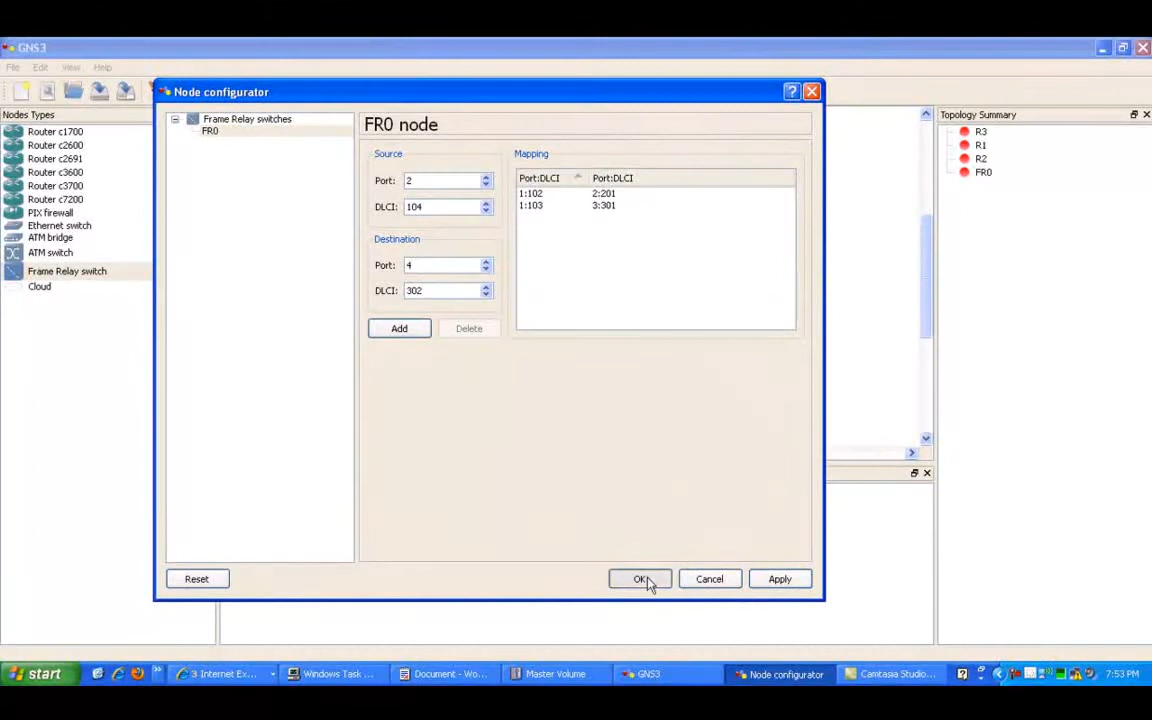 GNS3
File Edit View Help
Node configurator
Nodes Types
Router c1700
Router c2600
Router c2691
Router c3600
Router c3700
Router c7200
PIX firewall
Ethernet switch
ATM bridge
ATM switch
Frame Relay switch
Cloud
Frame Relay switches
FR0
FR0 node
Source
Port: 2
DLCI: 104
Destination
Port: 4
DLCI: 302
Add Delete
Mapping
Port:DLCI Port:DLCI
1:102 2:201
1:103 3:301
Reset OK Cancel Apply
Topology Summary
R3
R1
R2
FR0
start 3 Internet Ex... Windows Task ... Document - Wo... Master Volume GNS3 Node configurator Camtasia Studio... 7:53 PM